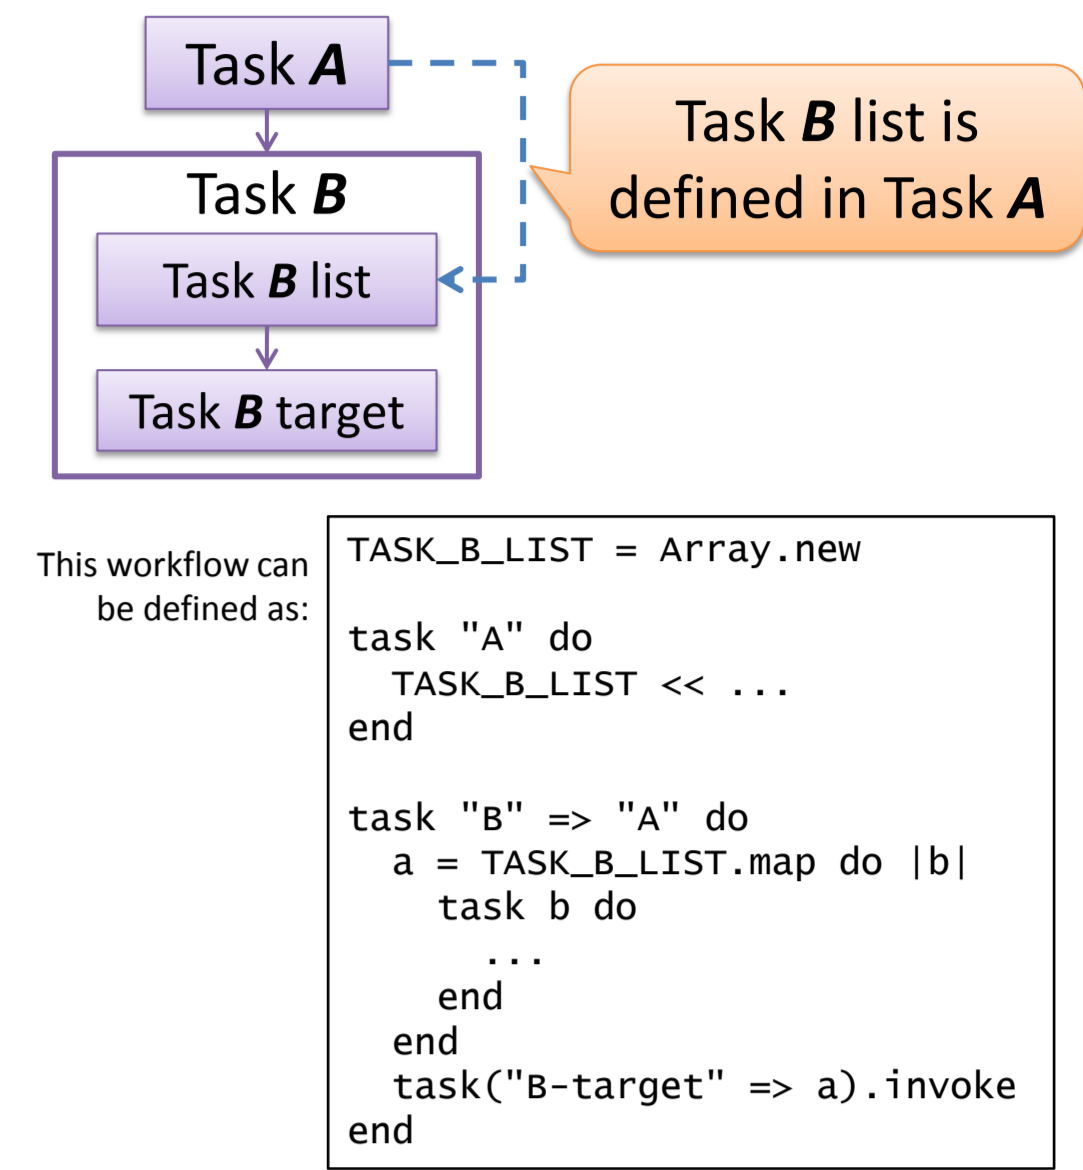 Task A
Task B list is
defined in Task A
Task B
Task B list
Task B target
This workflow can
be defined as:
TASK_B_LIST = Array.new
task "A" do
  TASK_B_LIST << ...
end
task "B" => "A" do
  a = TASK_B_LIST.map do |b|
    task b do
      ...
    end
  end
  task("B-target" => a).invoke
end